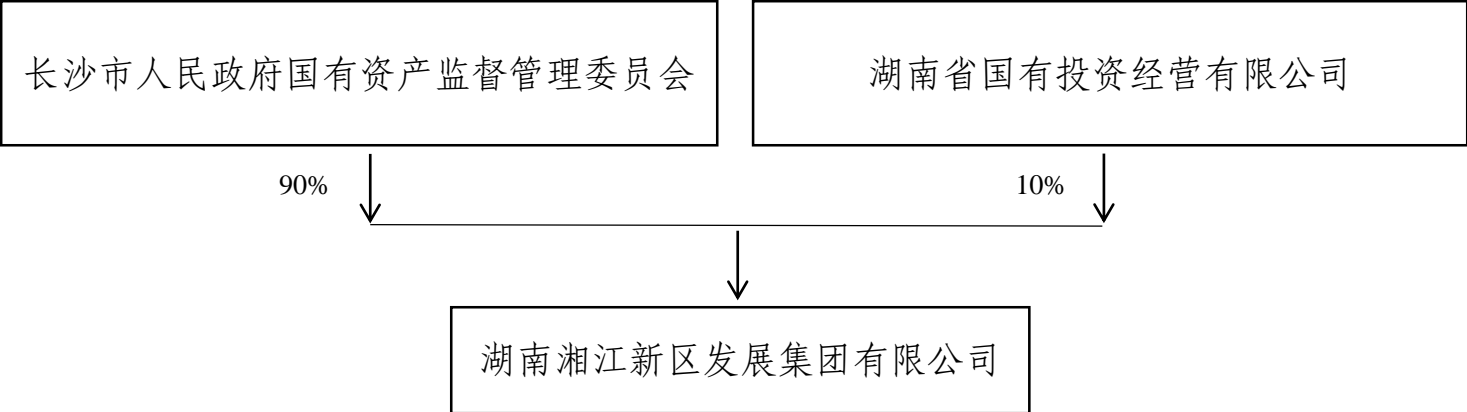 长沙市人民政府国有资产监督管理委员会
湖南省国有投资经营有限公司
90%
10%
湖南湘江新区发展集团有限公司